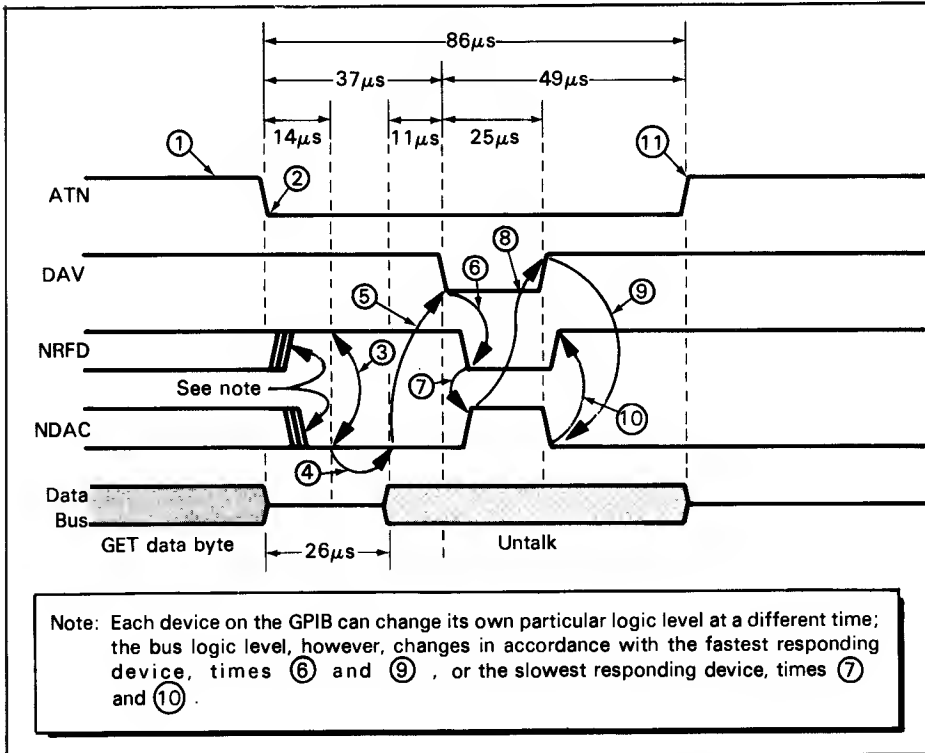 86μs
37μs
49μs
14μs
11μs
25μs
①
②
⑪
ATN
⑧
DAV
⑥
⑨
⑤
NRFD
③
See note
⑦
NDAC
⑩
④
Data
Bus
GET data byte
26μs
Untalk
Note: Each device on the GPIB can change its own particular logic level at a different time;
the bus logic level, however, changes in accordance with the fastest responding
device, times ⑥ and ⑨ , or the slowest responding device, times ⑦
and ⑩ .